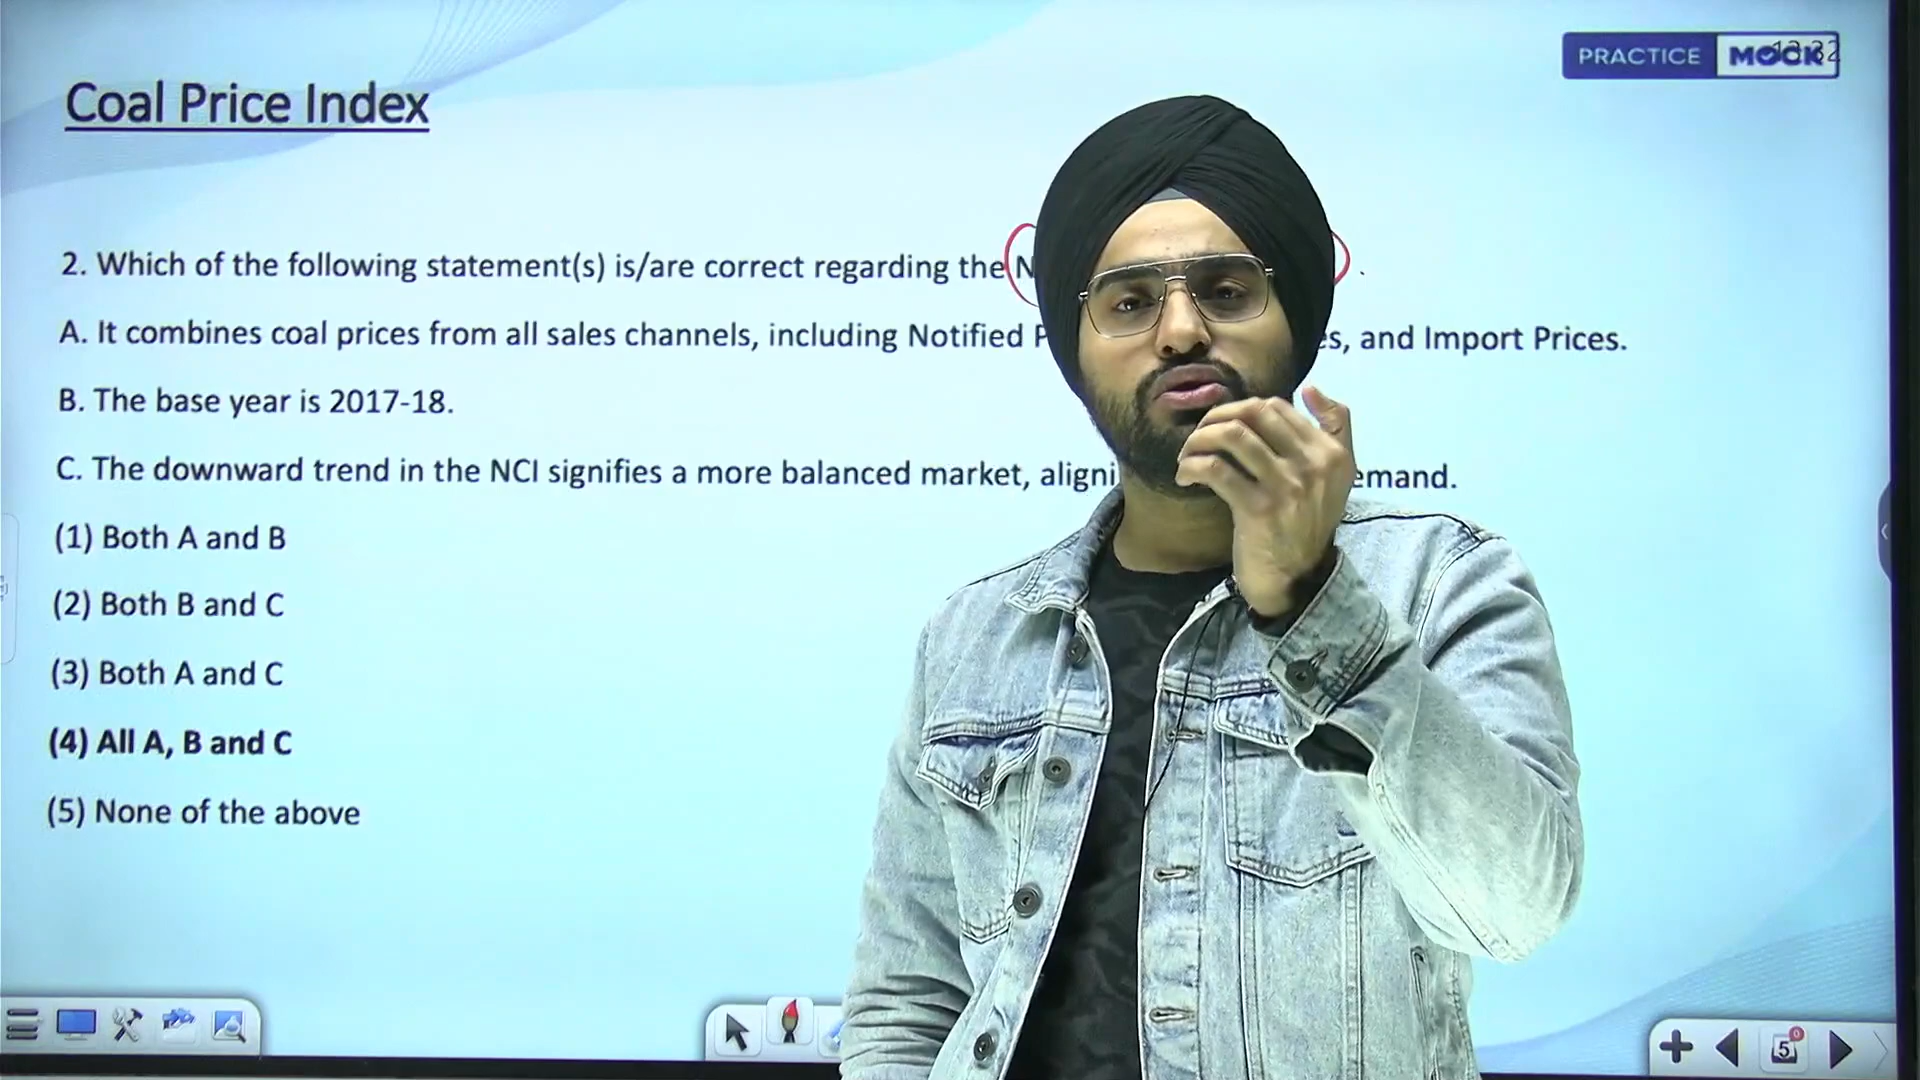 PRACTICE MOCK
Coal Price Index
2. Which of the following statement(s) is/are correct regarding the .
A. It combines coal prices from all sales channels, including Notified and Import Prices.
B. The base year is 2017-18.
C. The downward trend in the NCI signifies a more balanced market,
(1) Both A and B
(2) Both B and C
(3) Both A and C
(4) All A, B and C
(5) None of the above
5
0